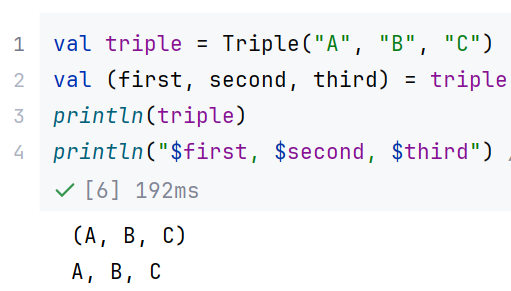 1 val triple = Triple("A", "B", "C")
2 val (first, second, third) = triple
3 println(triple)
4 println("$first, $second, $third") /
[6] 192ms
(A, B, C)
A, B, C